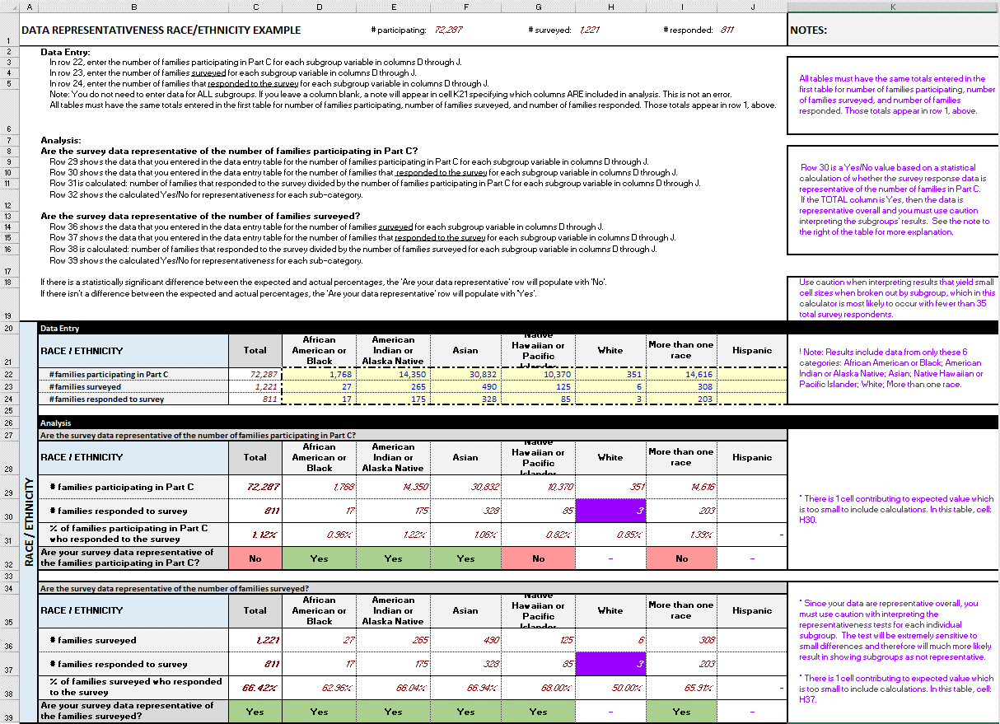 A B C D E F G H I J K
1 DATA REPRESENTATIVENESS RACE/ETHNICITY EXAMPLE # participating: 72,287 # surveyed: 1,221 # responded: 811 NOTES:
2 Data Entry:
3 In row 22, enter the number of families participating in Part C for each subgroup variable in columns D through J.
4 In row 23, enter the number of families surveyed for each subgroup variable in columns D through J.
5 In row 24, enter the number of families that responded to the survey for each subgroup variable in columns D through J.
Note: You do not need to enter data for ALL subgroups. If you leave a column blank, a note will appear in cell K21 specifying which columns ARE included in analysis. This is not an error.
All tables must have the same totals entered in the first table for number of families participating, number of families surveyed, and number of families responded. Those totals appear in row 1, above.
6
All tables must have the same totals entered in the
first table for number of families participating, number
of families surveyed, and number of families
responded. Those totals appear in row 1, above.
7 Analysis:
8 Are the survey data representative of the number of families participating in Part C?
9 Row 29 shows the data that you entered in the data entry table for the number of families participating in Part C for each subgroup variable in columns D through J.
10 Row 30 shows the data that you entered in the data entry table for the number of families that responded to the survey for each subgroup variable in columns D through J.
11 Row 31 is calculated: number of families that responded to the survey divided by the number of families participating in Part C for each subgroup variable in columns D through J.
Row 32 shows the calculated Yes/No for representativeness for each sub-category.
12
13 Are the survey data representative of the number of families surveyed?
14 Row 36 shows the data that you entered in the data entry table for the number of families surveyed for each subgroup variable in columns D through J.
15 Row 37 shows the data that you entered in the data entry table for the number of families that responded to the survey for each subgroup variable in columns D through J.
16 Row 38 is calculated: number of families that responded to the survey divided by the number of families surveyed for each subgroup variable in columns D through J.
Row 39 shows the calculated Yes/No for representativeness for each sub-category.
17
Row 30 is a Yes/No value based on a statistical
calculation of whether the survey response data is
representative of the number of families in Part C.
If the TOTAL column is Yes, then the data is
representative overall and you must use caution
interpreting the subgroups' results. See the note to
the right of the table for more explanation.
18 If there is a statistically significant difference between the expected and actual percentages, the 'Are your data representative' row will populate with 'No'.
If there isn't a difference between the expected and actual percentages, the 'Are your data representative' row will populate with 'Yes'.
19
Use caution when interpreting results that yield small
cell sizes when broken out by subgroup, which in this
calculator is most likely to occur with fewer than 35
total survey respondents.
RACE / ETHNICITY
20 Data Entry
21 RACE / ETHNICITY Total African American or Black American Indian or Alaska Native Asian Native Hawaiian or Pacific Islander White More than one race Hispanic
22 # families participating in Part C 72,287 1,768 14,350 30,832 10,370 351 14,616
23 # families surveyed 1,221 27 265 490 125 6 308
24 # families responded to survey 811 17 175 328 85 3 203
! Note: Results include data from only these 6
categories: African American or Black; American
Indian or Alaska Native; Asian; Native Hawaiian or
Pacific Islander; White; More than one race.
25
26 Analysis
27 Are the survey data representative of the number of families participating in Part C?
28 RACE / ETHNICITY Total African American or Black American Indian or Alaska Native Asian Native Hawaiian or Pacific Islander White More than one race Hispanic
29 # families participating in Part C 72,287 1,768 14,350 30,832 10,370 351 14,616
30 # families responded to survey 811 17 175 328 85 3 203
31 % of families participating in Part C who responded to the survey 1.12% 0.96% 1.22% 1.06% 0.82% 0.85% 1.39% -
32 Are your survey data representative of the families participating in Part C? No Yes Yes Yes No - No -
* There is 1 cell contributing to expected value which
is too small to include calculations. In this table, cell:
H30.
33
34 Are the survey data representative of the number of families surveyed?
35 RACE / ETHNICITY Total African American or Black American Indian or Alaska Native Asian Native Hawaiian or Pacific Islander White More than one race Hispanic
36 # families surveyed 1,221 27 265 490 125 6 308
37 # families responded to survey 811 17 175 328 85 3 203
38 % of families surveyed who responded to the survey 66.42% 62.96% 66.04% 66.94% 68.00% 50.00% 65.91% -
39 Are your survey data representative of the families surveyed? Yes Yes Yes Yes Yes - Yes -
* Since your data are representative overall, you
must use caution with interpreting the
representativeness tests for each individual
subgroup. The test will be extremely sensitive to
small differences and therefore will much more likely
result in showing subgroups as not representative.
* There is 1 cell contributing to expected value which
is too small to include calculations. In this table, cell:
H37.